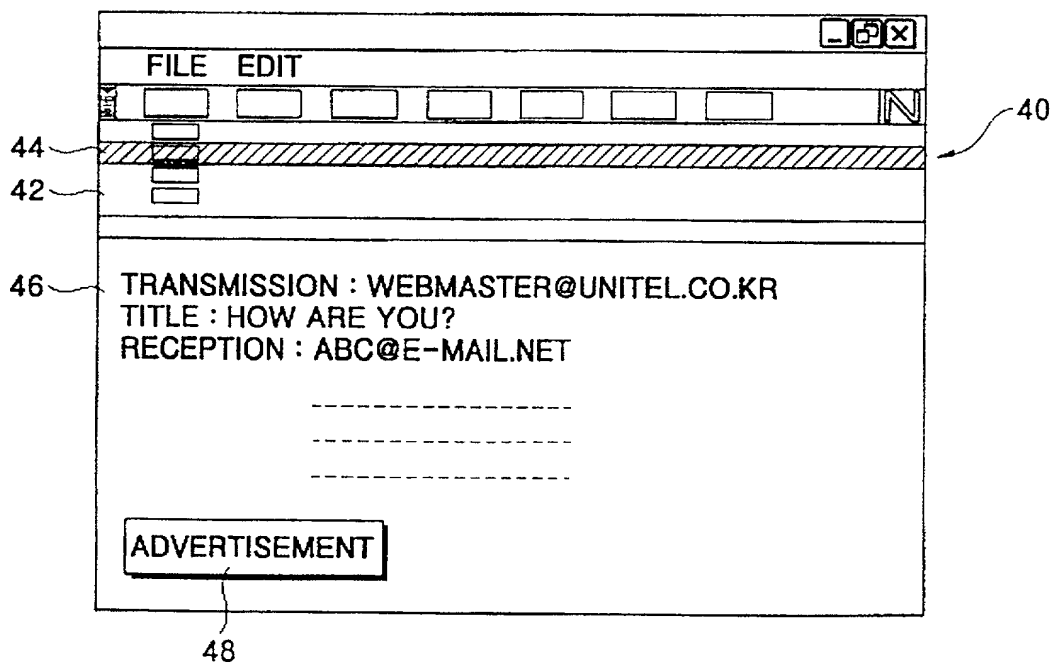 FILE EDIT
N
40
44
42
46
TRANSMISSION : WEBMASTER@UNITEL.CO.KR
TITLE : HOW ARE YOU?
RECEPTION : ABC@E-MAIL.NET
ADVERTISEMENT
48